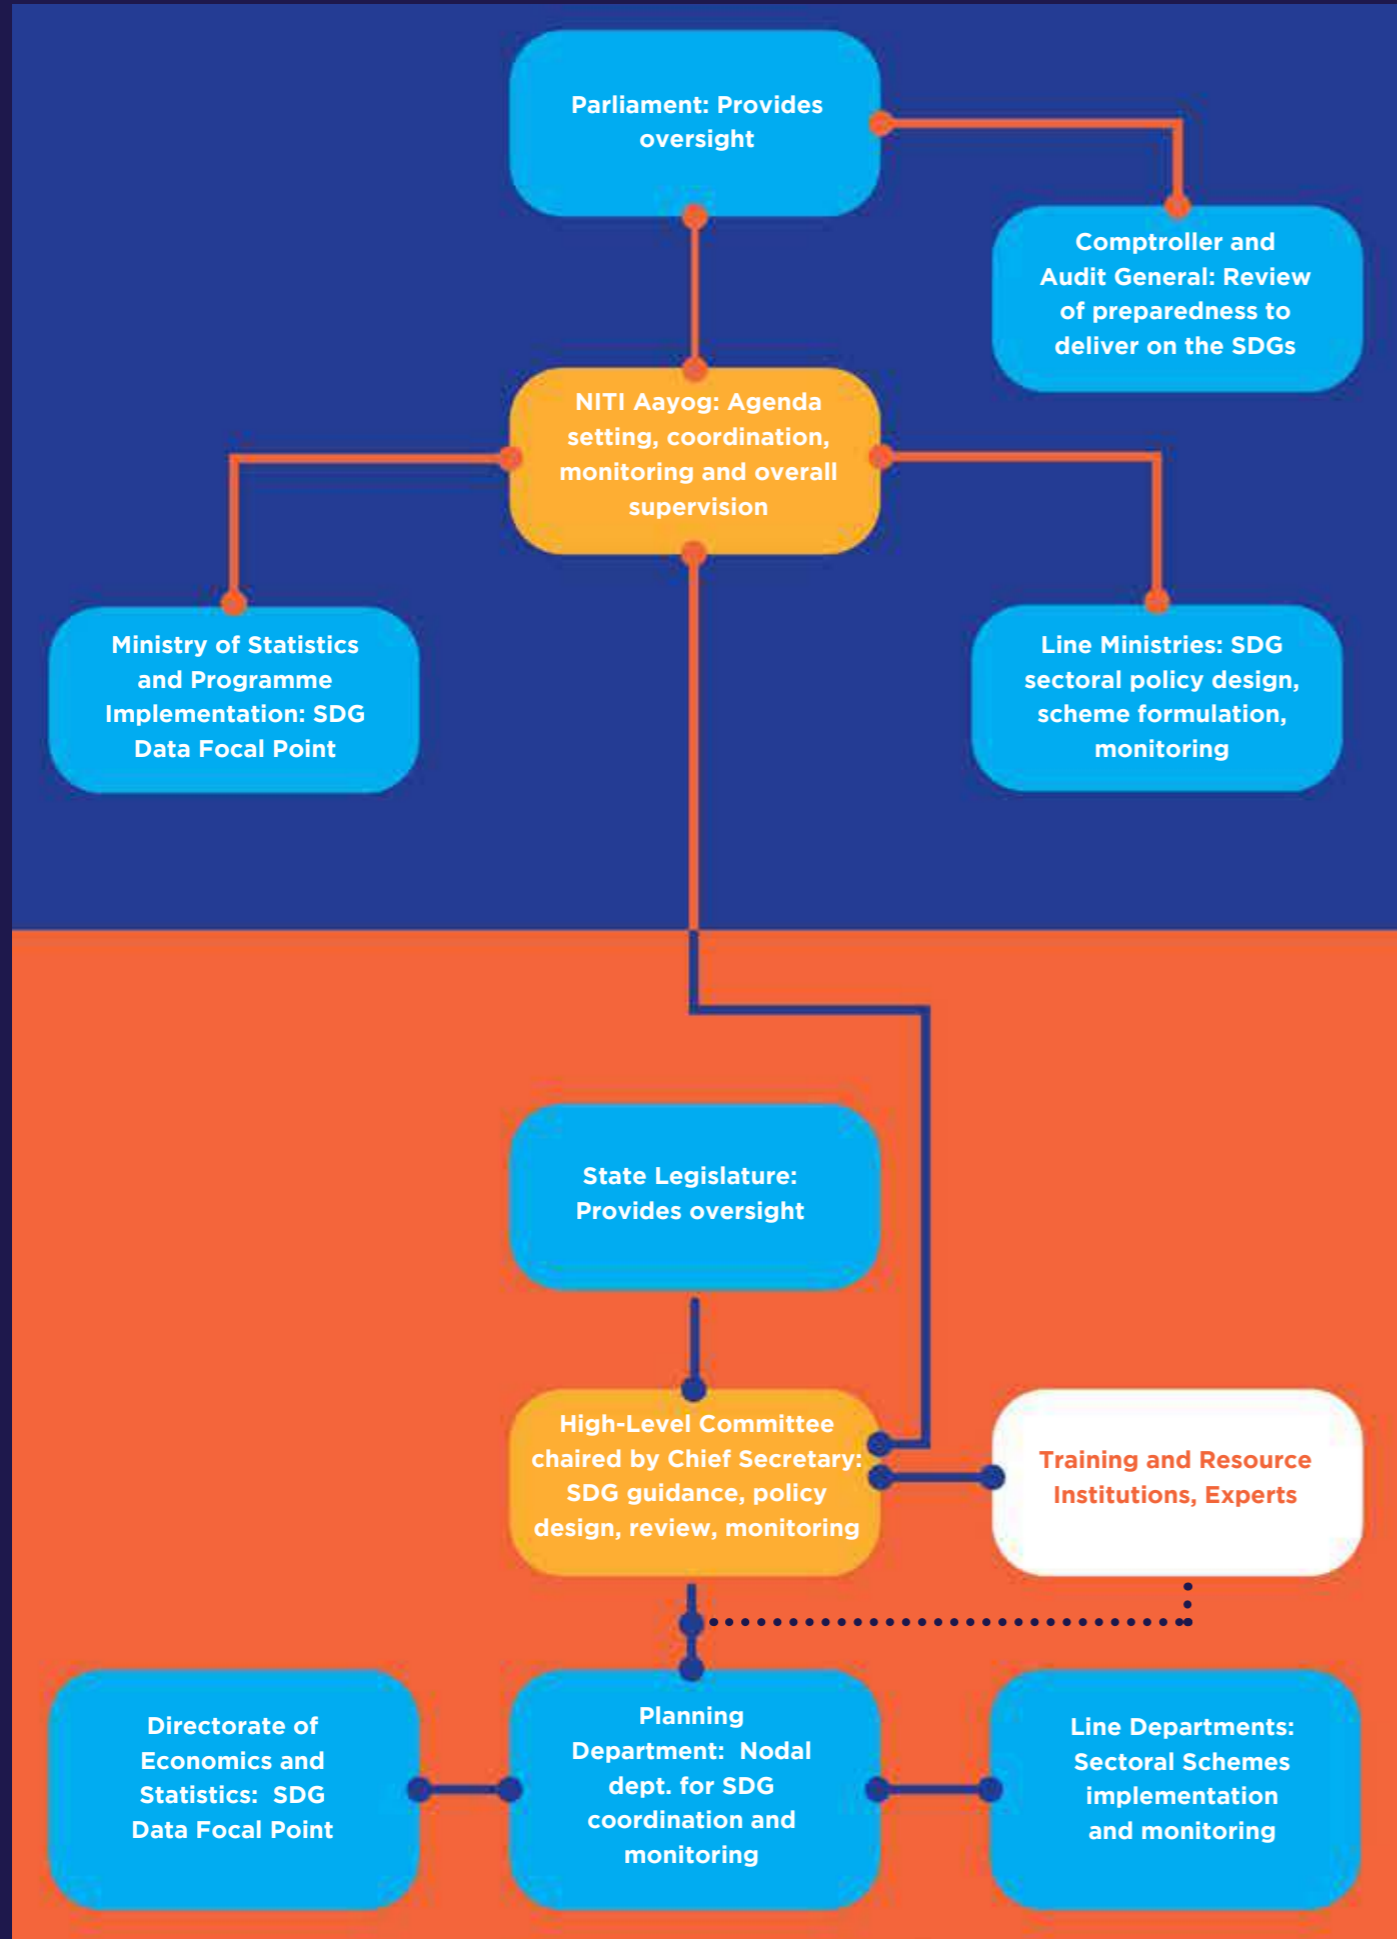 Parliament: Provides
oversight
Comptroller and
Audit General: Review
of preparedness to
deliver on the SDGs
NITI Aayog: Agenda
setting, coordination,
monitoring and overall
supervision
Ministry of Statistics
and Programme
Implementation: SDG
Data Focal Point
Line Ministries: SDG
sectoral policy design,
scheme formulation,
monitoring
State Legislature:
Provides oversight
High-Level Committee
chaired by Chief Secretary:
SDG guidance, policy
design, review, monitoring
Training and Resource
Institutions, Experts
Directorate of
Economics and
Statistics: SDG
Data Focal Point
Planning
Department: Nodal
dept. for SDG
coordination and
monitoring
Line Departments:
Sectoral Schemes
implementation
and monitoring